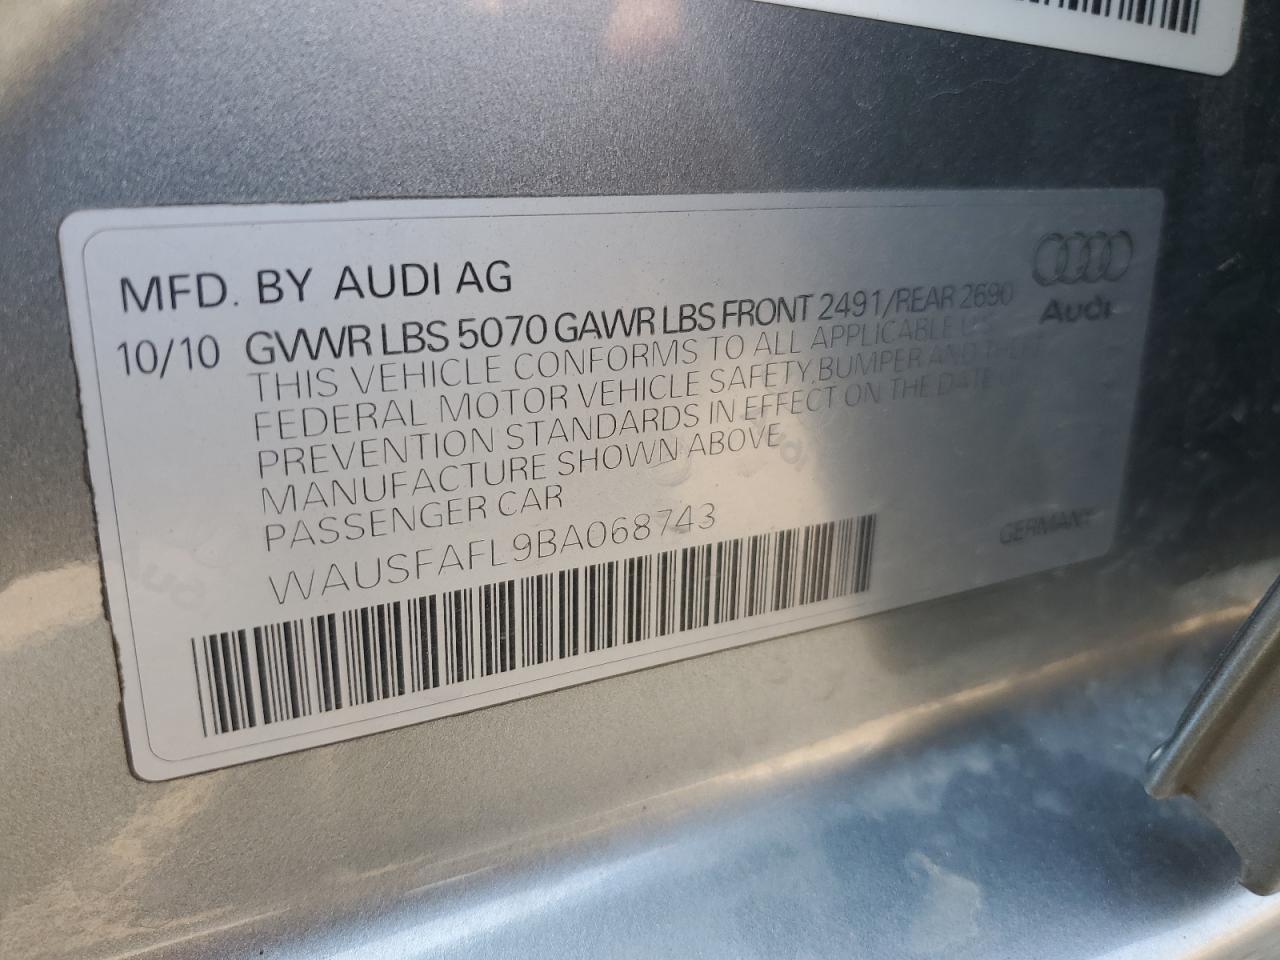 MFD. BY AUDI AG
10/10 GVWR LBS 5070 GAWR LBS FRONT 2491/REAR 2690
Audi
THIS VEHICLE CONFORMS TO ALL APPLICABLE
FEDERAL MOTOR VEHICLE SAFETY, BUMPER AND THEFT
PREVENTION STANDARDS IN EFFECT ON THE DATE OF
MANUFACTURE SHOWN ABOVE
PASSENGER CAR
WAUSFAFL9BA068743
GERMANY